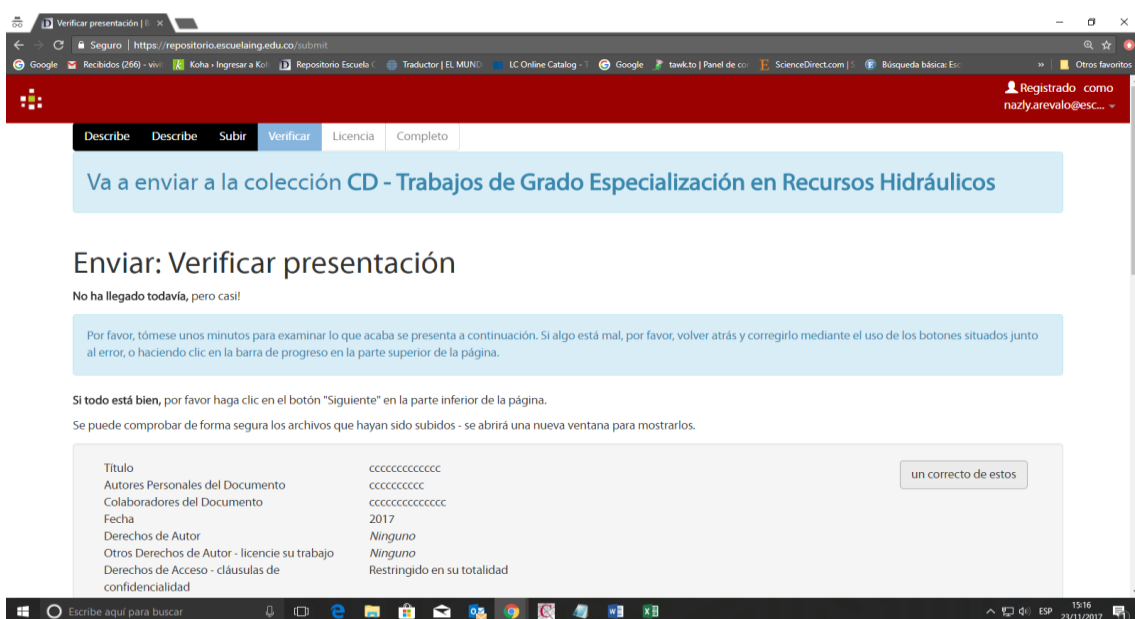 Verificar presentación |
Seguro | https://repositorio.escuelaing.edu.co/submit
Google Recibidos (266) - vivi Koha › Ingresar a Koh Repositorio Escuela C Traductor | EL MUND LC Online Catalog - T Google tawk.to | Panel de co ScienceDirect.com | S Búsqueda básica: Esc » Otros favoritos
Registrado como
nazly.arevalo@esc...
Describe Describe Subir Verificar Licencia Completo
Va a enviar a la colección CD - Trabajos de Grado Especialización en Recursos Hidráulicos
Enviar: Verificar presentación
No ha llegado todavía, pero casi!
Por favor, tómese unos minutos para examinar lo que acaba se presenta a continuación. Si algo está mal, por favor, volver atrás y corregirlo mediante el uso de los botones situados junto
al error, o haciendo clic en la barra de progreso en la parte superior de la página.
Si todo está bien, por favor haga clic en el botón "Siguiente" en la parte inferior de la página.
Se puede comprobar de forma segura los archivos que hayan sido subidos - se abrirá una nueva ventana para mostrarlos.
Título ccccccccccccc
un correcto de estos
Autores Personales del Documento cccccccccc
Colaboradores del Documento cccccccccccccc
Fecha 2017
Derechos de Autor Ninguno
Otros Derechos de Autor - licencie su trabajo Ninguno
Derechos de Acceso - cláusulas de Restringido en su totalidad
confidencialidad
Escribe aquí para buscar
ESP
15:16
23/11/2017